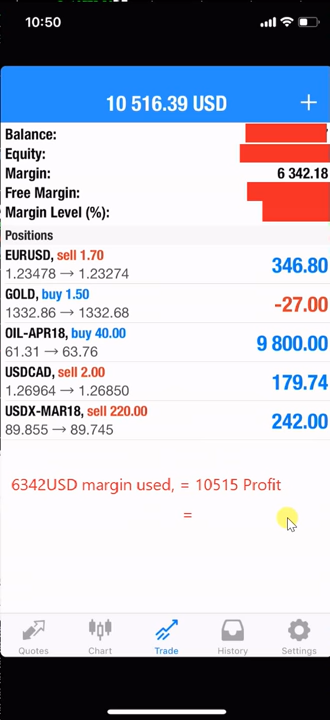 10:50
10 516.39 USD +
Balance:
Equity:
Margin: 6 342.18
Free Margin:
Margin Level (%):
Positions
EURUSD, sell 1.70
1.23478 → 1.23274 346.80
GOLD, buy 1.50
1332.86 → 1332.68 -27.00
OIL-APR18, buy 40.00
61.31 → 63.76 9 800.00
USDCAD, sell 2.00
1.26964 → 1.26850 179.74
USDX-MAR18, sell 220.00
89.855 → 89.745 242.00
6342USD margin used, = 10515 Profit
=
Quotes Chart Trade History Settings